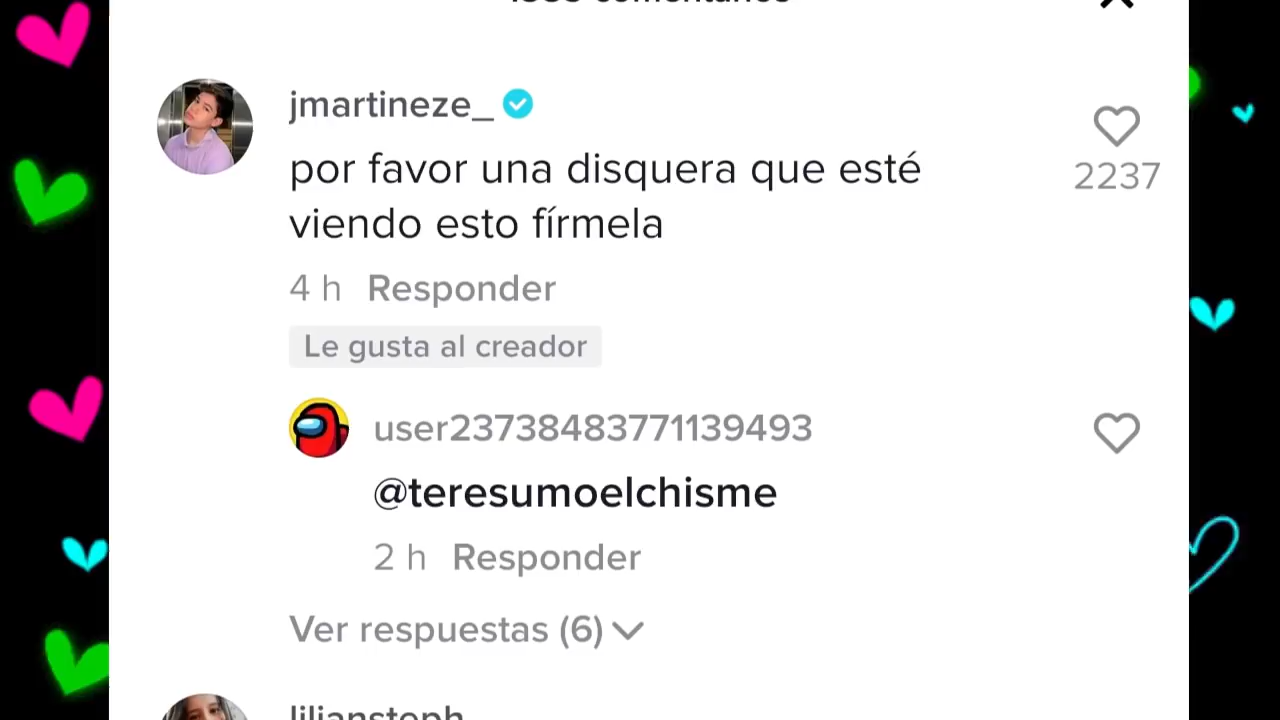 jmartineze_
por favor una disquera que esté
viendo esto fírmela
2237
4 h Responder
Le gusta al creador
user23738483771139493
@teresumoelchisme
2 h Responder
Ver respuestas (6)